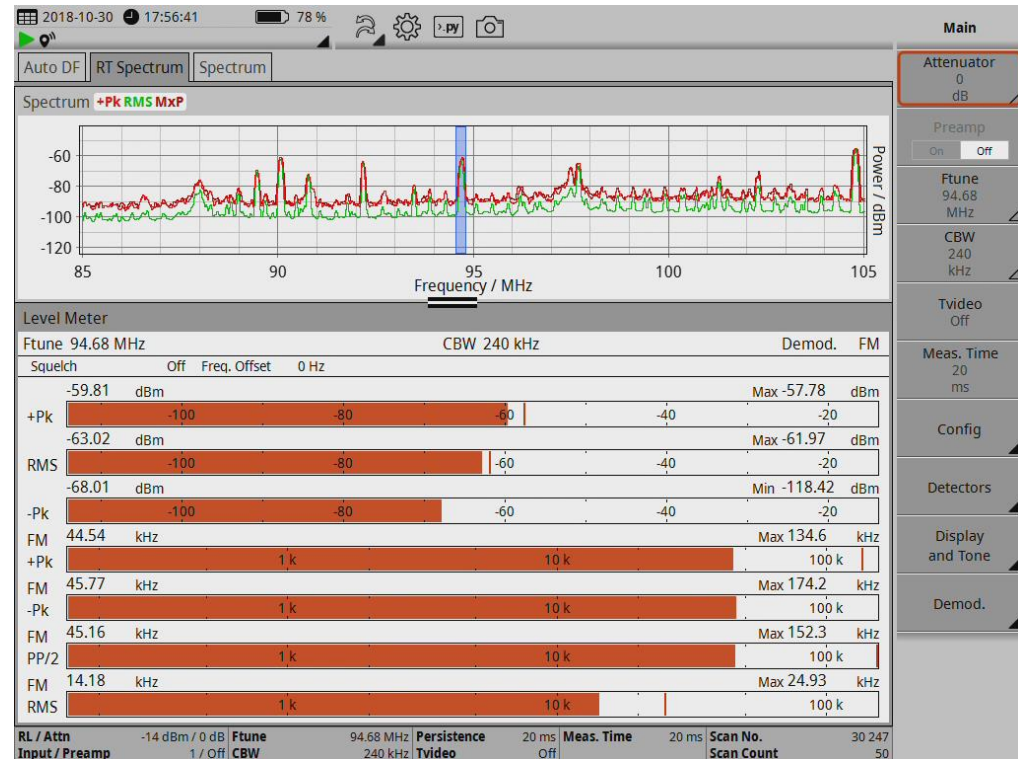 2018-10-30 17:56:41 78 %
>.py
Main
Auto DF RT Spectrum Spectrum
Spectrum +Pk RMS MxP
-60
-80
-100
-120
Power / dBm
85 90 95 100 105
Frequency / MHz
Level Meter
Ftune 94.68 MHz CBW 240 kHz Demod. FM
Squelch Off Freq. Offset 0 Hz
-59.81 dBm Max -57.78 dBm
+Pk -100 -80 -60 -40 -20
-63.02 dBm Max -61.97 dBm
RMS -100 -80 -60 -40 -20
-68.01 dBm Min -118.42 dBm
-Pk -100 -80 -60 -40 -20
FM 44.54 kHz Max 134.6 kHz
+Pk 1 k 10 k 100 k
FM 45.77 kHz Max 174.2 kHz
-Pk 1 k 10 k 100 k
FM 45.16 kHz Max 152.3 kHz
PP/2 1 k 10 k 100 k
FM 14.18 kHz Max 24.93 kHz
RMS 1 k 10 k 100 k
RL / Attn -14 dBm / 0 dB Ftune 94.68 MHz Persistence 20 ms Meas. Time 20 ms Scan No. 30 247
Input / Preamp 1 / Off CBW 240 kHz Tvideo Off Scan Count 50
Attenuator
0
dB
Preamp
On Off
Ftune
94.68
MHz
CBW
240
kHz
Tvideo
Off
Meas. Time
20
ms
Config
Detectors
Display
and Tone
Demod.